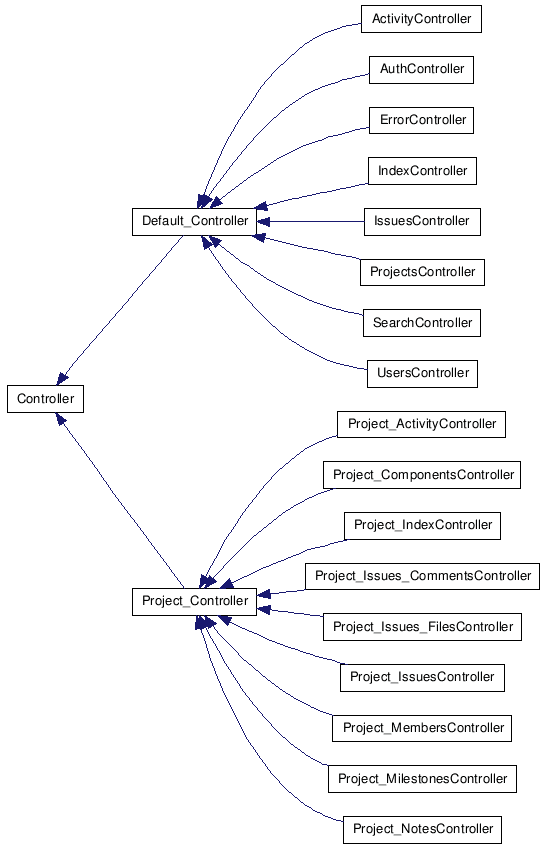 ActivityController
AuthController
ErrorController
IndexController
Default_Controller
IssuesController
ProjectsController
SearchController
UsersController
Controller
Project_ActivityController
Project_ComponentsController
Project_IndexController
Project_Issues_CommentsController
Project_Controller
Project_Issues_FilesController
Project_IssuesController
Project_MembersController
Project_MilestonesController
Project_NotesController